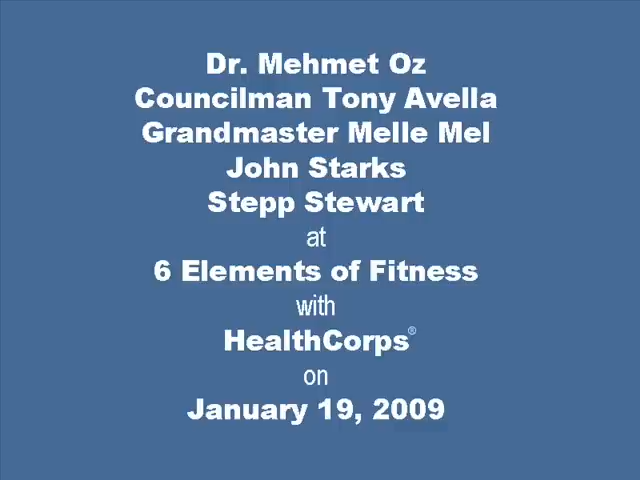 Dr. Mehmet Oz
Councilman Tony Avella
Grandmaster Melle Mel
John Starks
Stepp Stewart
at
6 Elements of Fitness
with
HealthCorps®
on
January 19, 2009